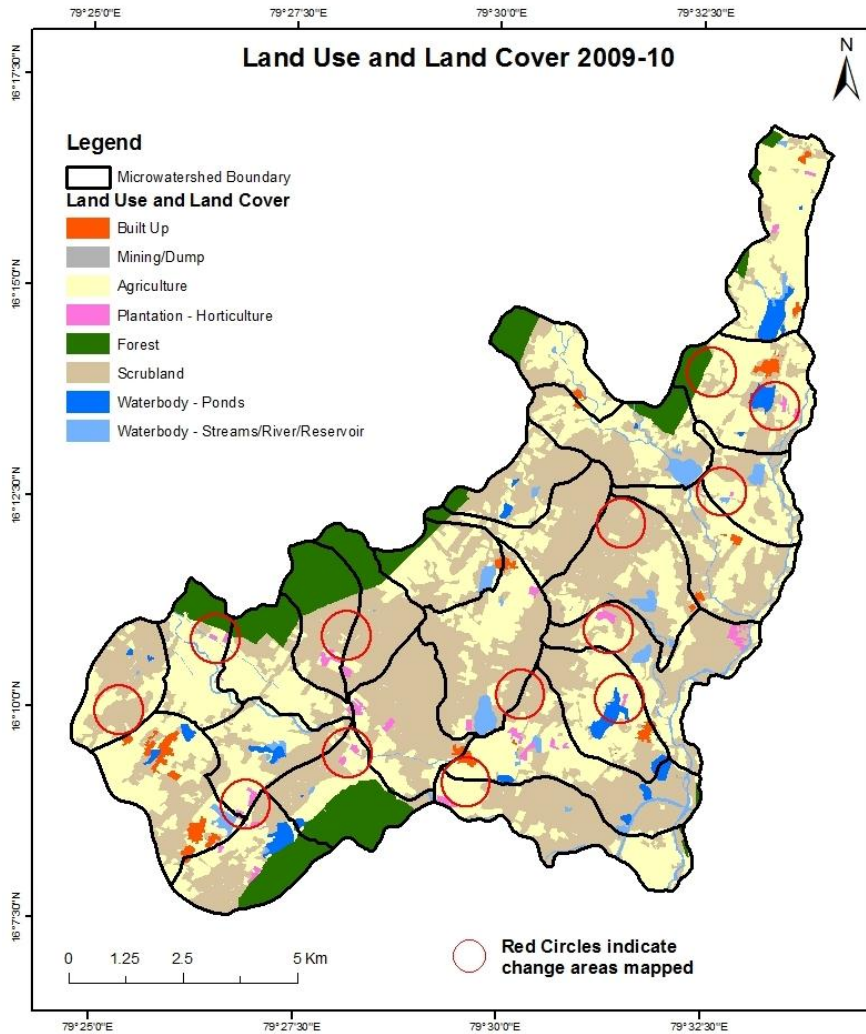 79°25'0"E 79°27'30"E 79°30'0"E 79°32'30"E
Land Use and Land Cover 2009-10
N
16°17'30"N
Legend
Microwatershed Boundary
Land Use and Land Cover
Built Up
Mining/Dump
Agriculture
Plantation - Horticulture
Forest
Scrubland
Waterbody - Ponds
Waterbody - Streams/River/Reservoir
16°15'0"N
16°12'30"N
16°10'0"N
16°7'30"N
0 1.25 2.5 5 Km
Red Circles indicate
change areas mapped
79°25'0"E 79°27'30"E 79°30'0"E 79°32'30"E